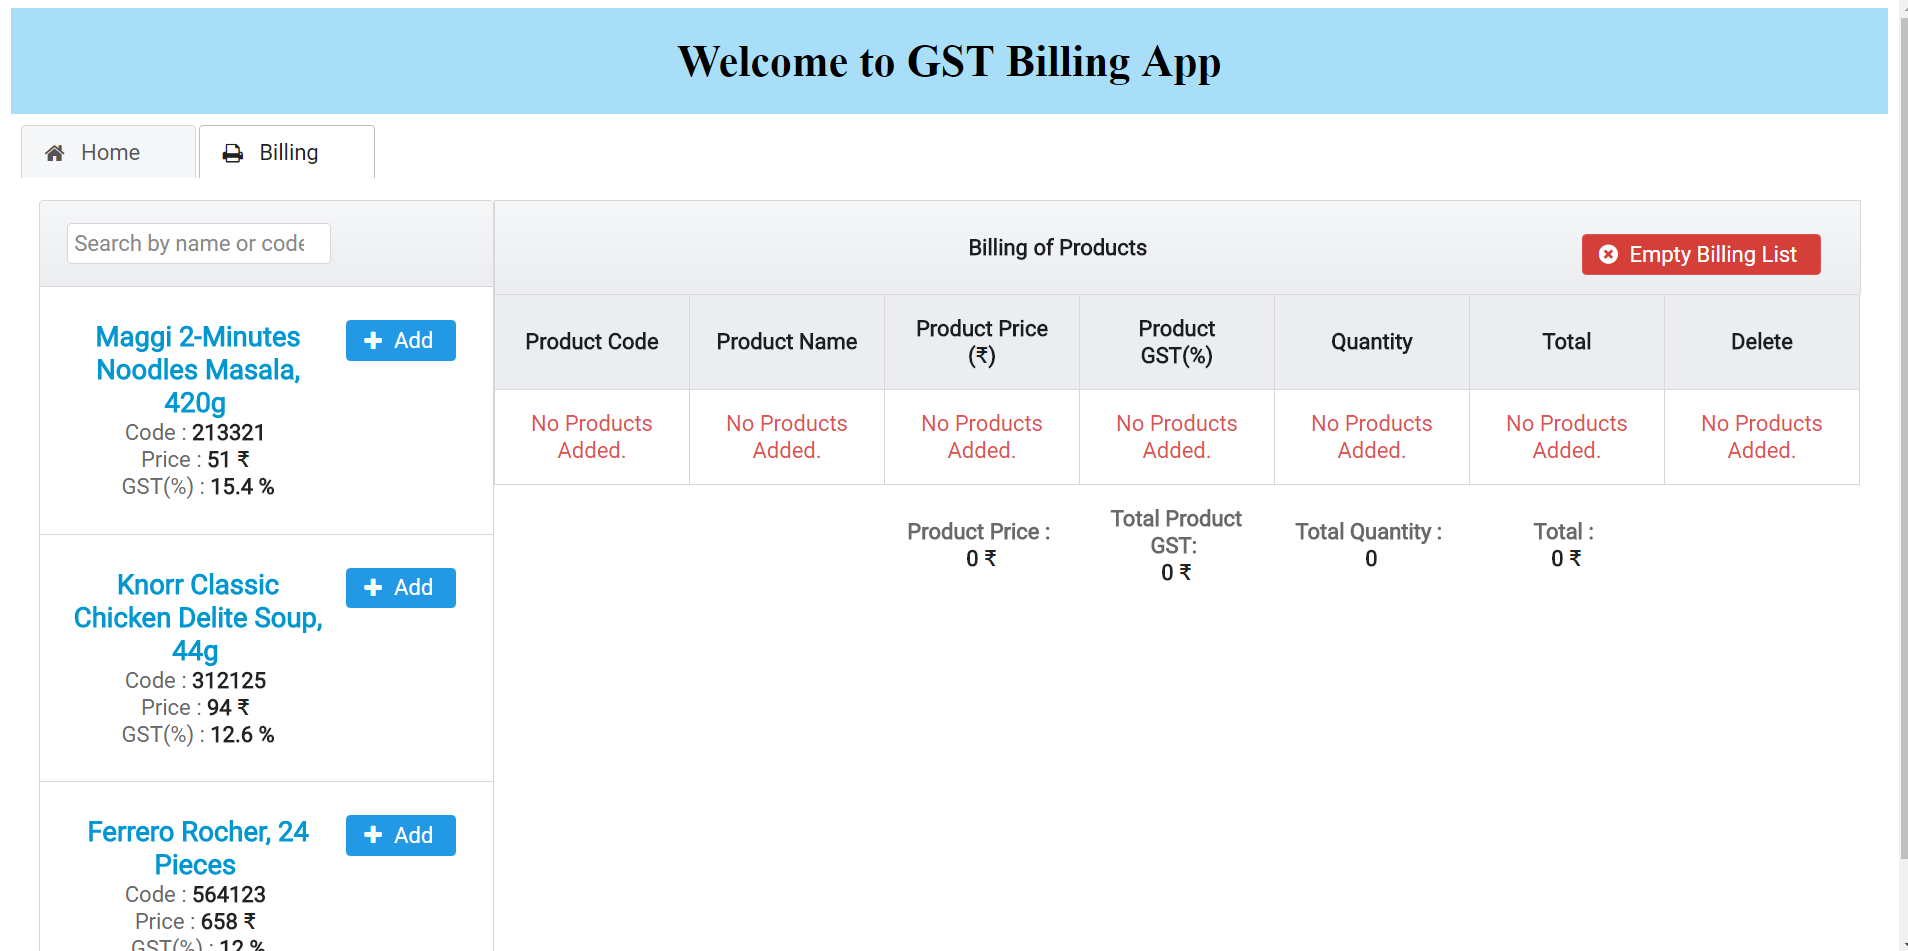 Welcome to GST Billing App
Home
Billing
Search by name or code
Billing of Products
Empty Billing List
Maggi 2-Minutes
Noodles Masala,
420g
Code : 213321
Price : 51 ₹
GST(%) : 15.4 %
Add
Knorr Classic
Chicken Delite Soup,
44g
Code : 312125
Price : 94 ₹
GST(%) : 12.6 %
Add
Ferrero Rocher, 24
Pieces
Code : 564123
Price : 658 ₹
GST(%) : 12 %
Add
Product Code
Product Name
Product Price
(₹)
Product
GST(%)
Quantity
Total
Delete
No Products
Added.
No Products
Added.
No Products
Added.
No Products
Added.
No Products
Added.
No Products
Added.
No Products
Added.
Product Price :
0 ₹
Total Product
GST:
0 ₹
Total Quantity :
0
Total :
0 ₹